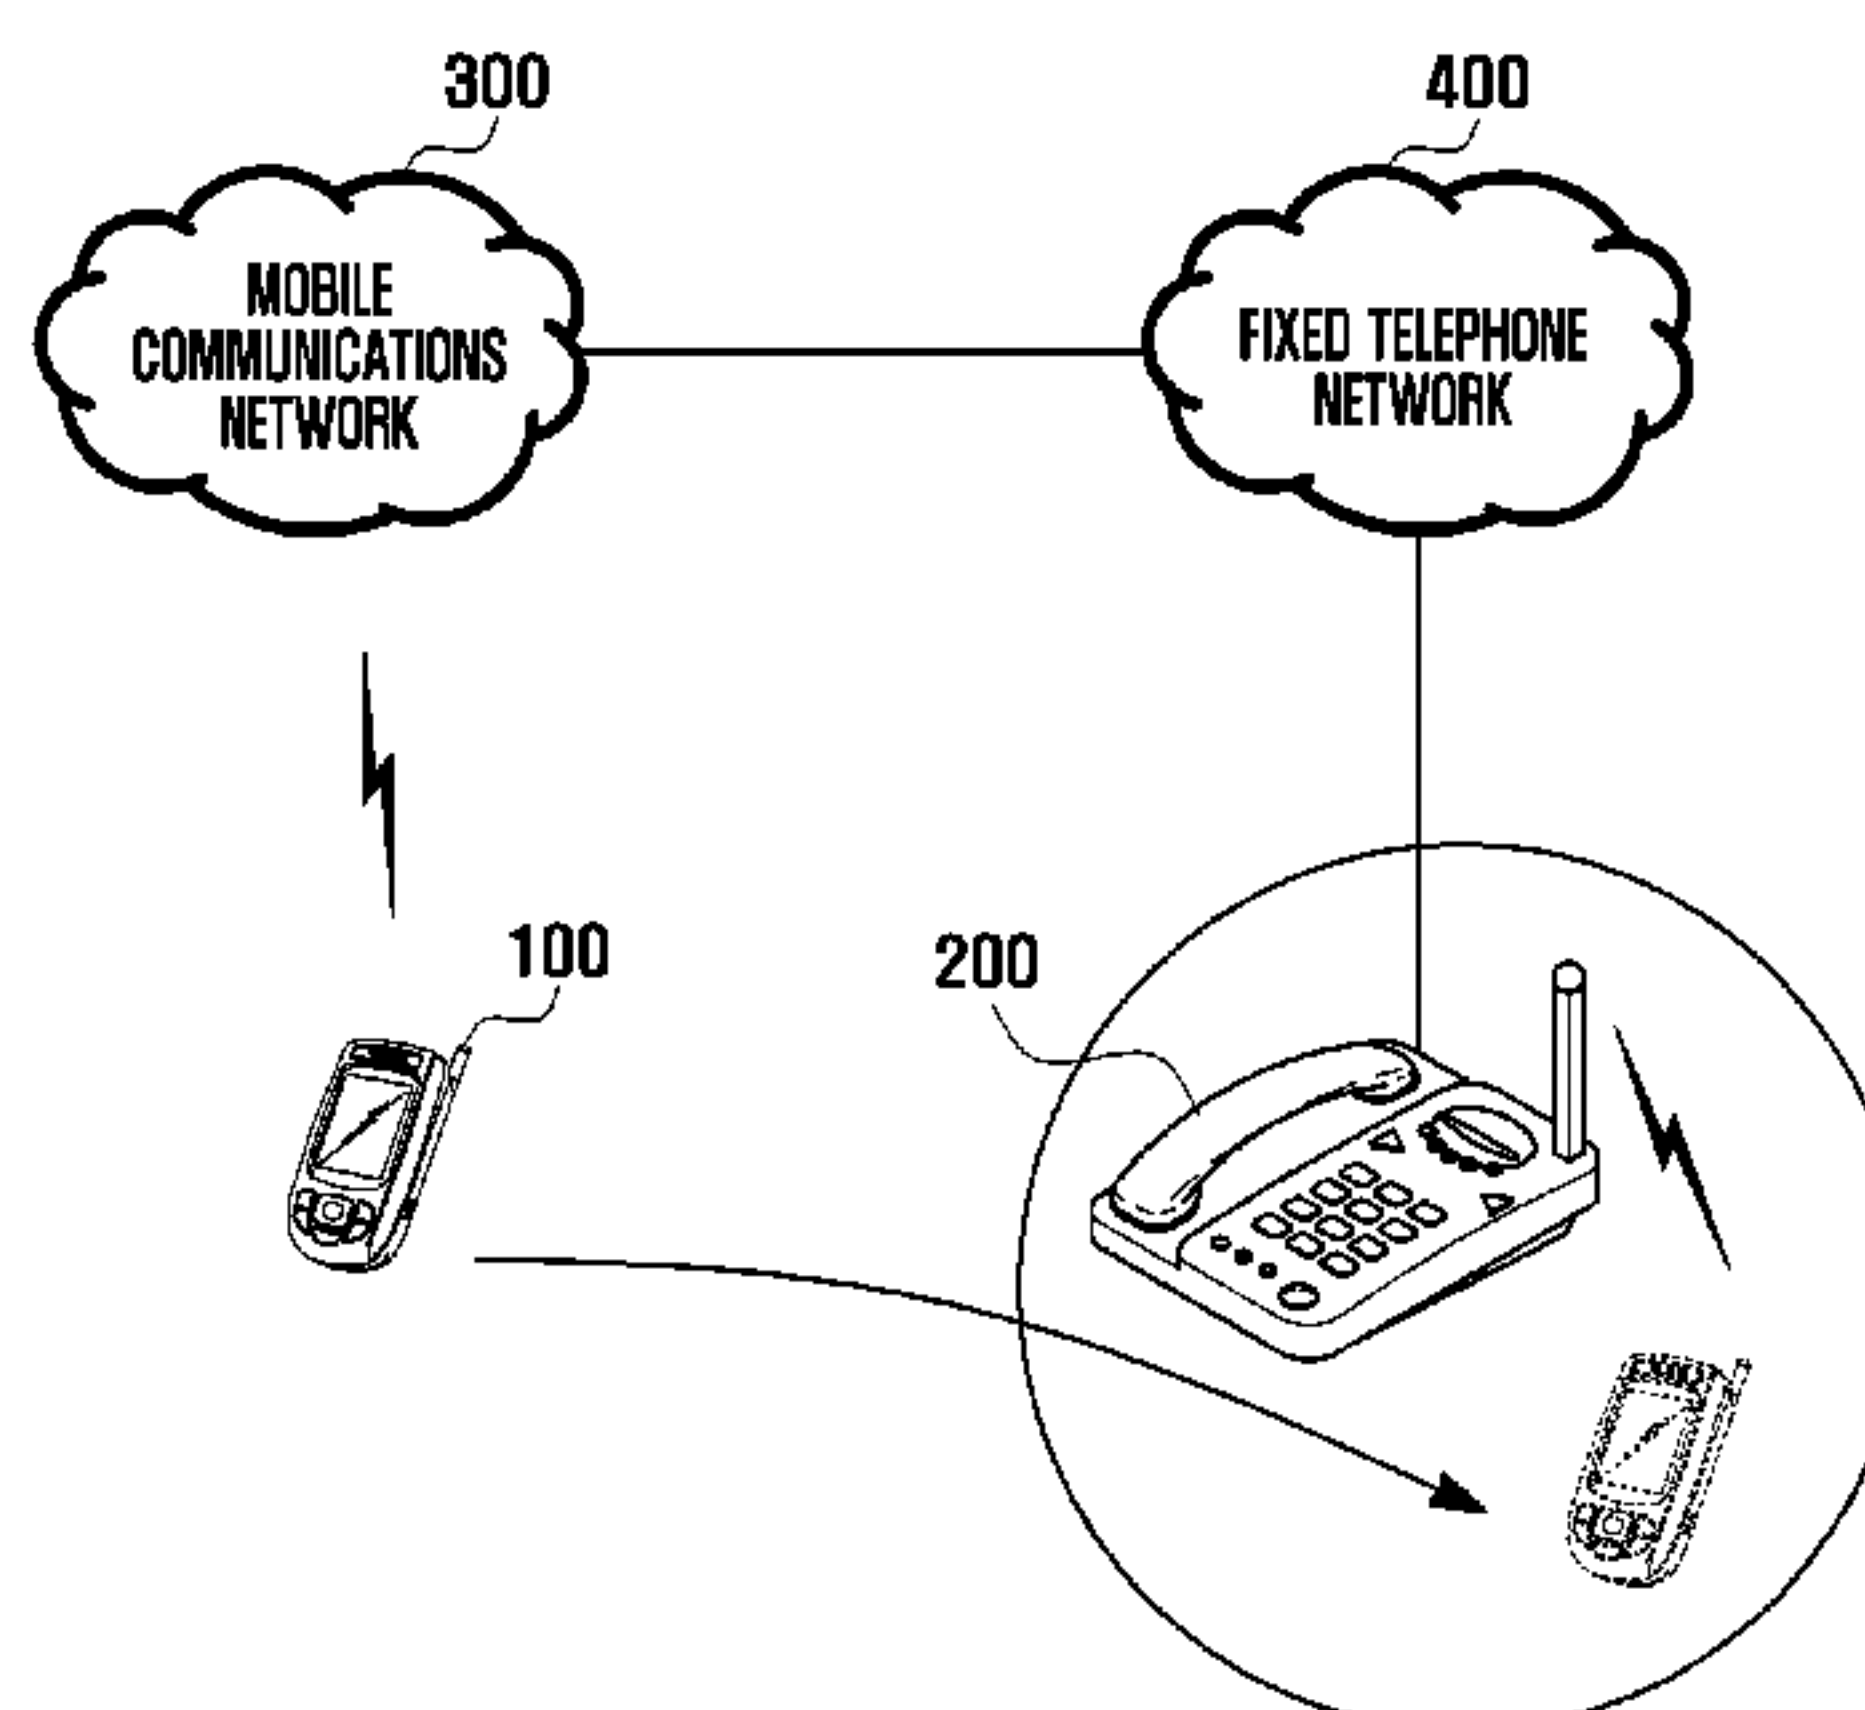 300
400
MOBILE
COMMUNICATIONS
NETWORK
FIXED TELEPHONE
NETWORK
100
200